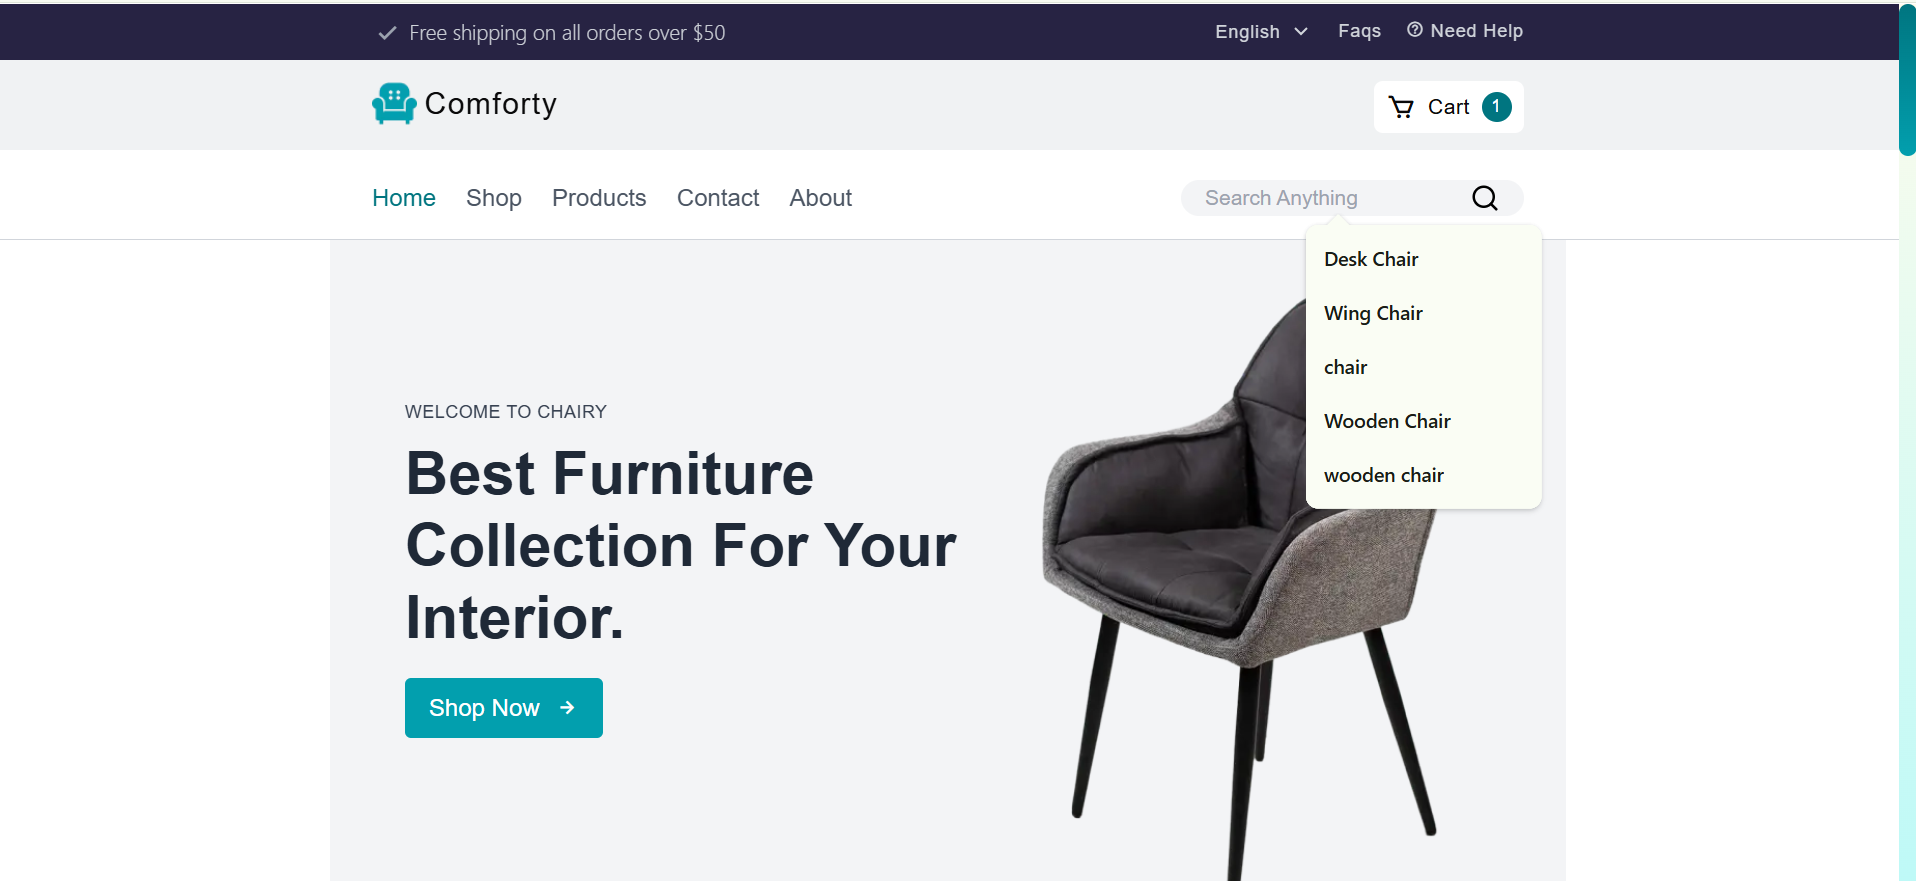 Free shipping on all orders over $50
English
Faqs
Need Help
Comforty
Cart 1
Home
Shop
Products
Contact
About
Search Anything
Desk Chair
Wing Chair
chair
Wooden Chair
wooden chair
WELCOME TO CHAIRY
Best Furniture
Collection For Your
Interior.
Shop Now